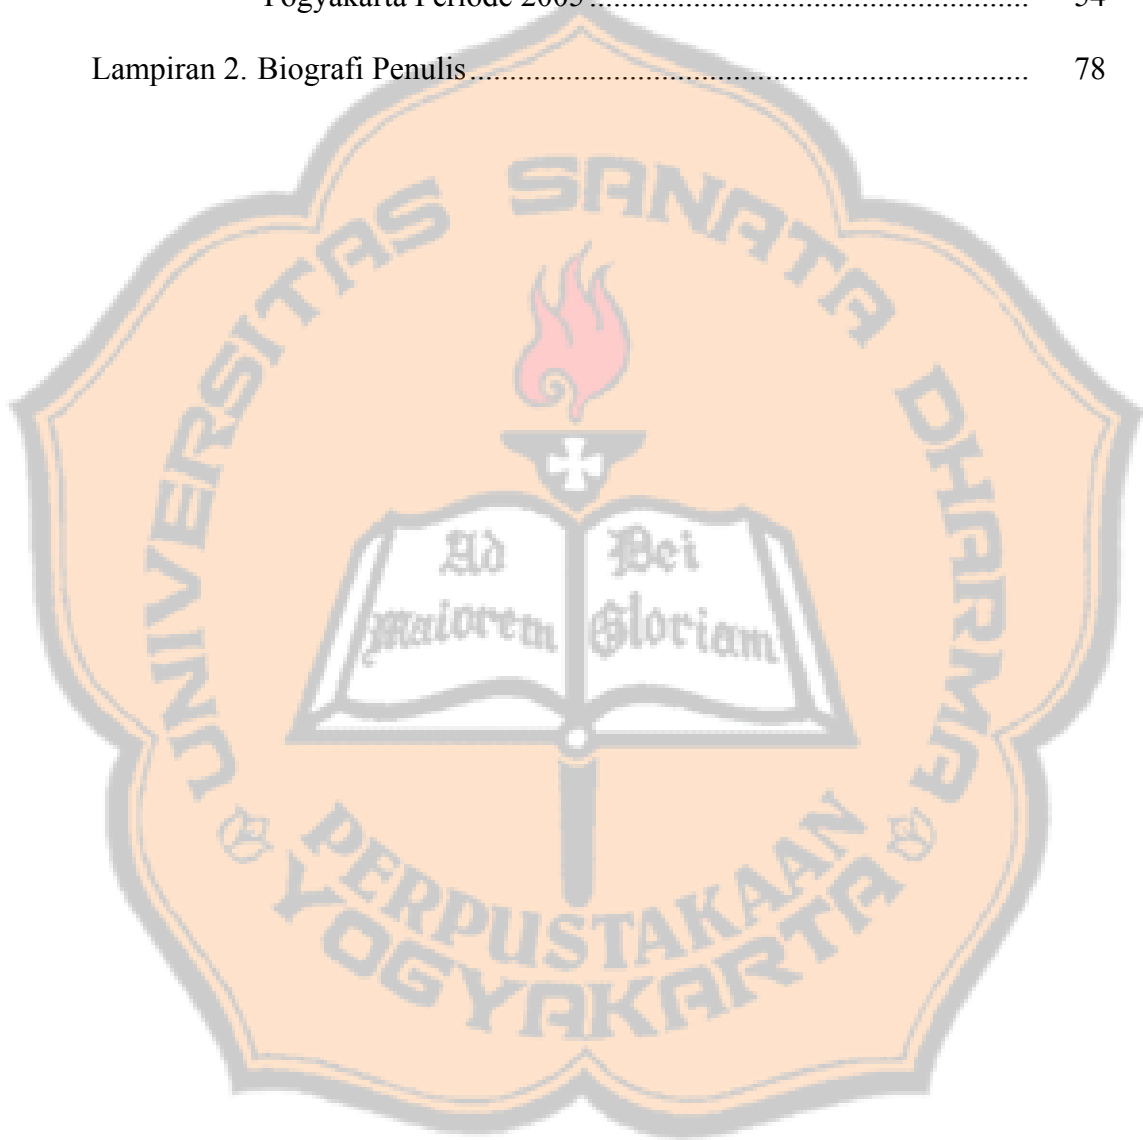 Yogyakarta Periode 2005 ...................................................... 54
Lampiran 2. Biografi Penulis ..................................................................... 78
UNIVERSITAS SANATA DHARMA
Ad Dei
Maiorem Gloriam
PERPUSTAKAAN
YOGYAKARTA